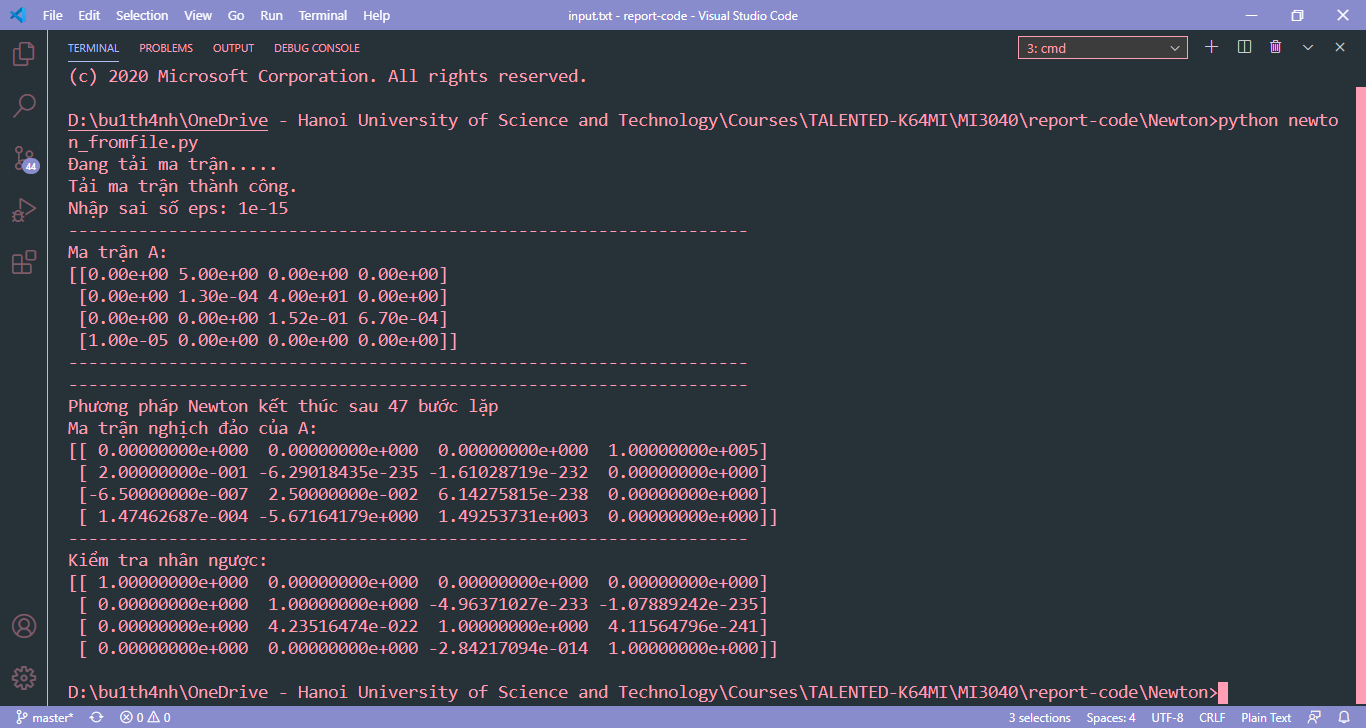 File Edit Selection View Go Run Terminal Help input.txt - report-code - Visual Studio Code
TERMINAL PROBLEMS OUTPUT DEBUG CONSOLE 3: cmd
(c) 2020 Microsoft Corporation. All rights reserved.
D:\bu1th4nh\OneDrive - Hanoi University of Science and Technology\Courses\TALENTED-K64MI\MI3040\report-code\Newton>python newto
n_fromfile.py
Đang tải ma trận.....
Tải ma trận thành công.
Nhập sai số eps: 1e-15
--------------------------------------------------------------------
Ma trận A:
[[0.00e+00 5.00e+00 0.00e+00 0.00e+00]
 [0.00e+00 1.30e-04 4.00e+01 0.00e+00]
 [0.00e+00 0.00e+00 1.52e-01 6.70e-04]
 [1.00e-05 0.00e+00 0.00e+00 0.00e+00]]
--------------------------------------------------------------------
--------------------------------------------------------------------
Phương pháp Newton kết thúc sau 47 bước lặp
Ma trận nghịch đảo của A:
[[ 0.00000000e+000  0.00000000e+000  0.00000000e+000  1.00000000e+005]
 [ 2.00000000e-001 -6.29018435e-235 -1.61028719e-232  0.00000000e+000]
 [-6.50000000e-007  2.50000000e-002  6.14275815e-238  0.00000000e+000]
 [ 1.47462687e-004 -5.67164179e+000  1.49253731e+003  0.00000000e+000]]
--------------------------------------------------------------------
Kiểm tra nhân ngược:
[[ 1.00000000e+000  0.00000000e+000  0.00000000e+000  0.00000000e+000]
 [ 0.00000000e+000  1.00000000e+000 -4.96371027e-233 -1.07889242e-235]
 [ 0.00000000e+000  4.23516474e-022  1.00000000e+000  4.11564796e-241]
 [ 0.00000000e+000  0.00000000e+000 -2.84217094e-014  1.00000000e+000]]
D:\bu1th4nh\OneDrive - Hanoi University of Science and Technology\Courses\TALENTED-K64MI\MI3040\report-code\Newton>
44
master* 0 0 3 selections Spaces: 4 UTF-8 CRLF Plain Text